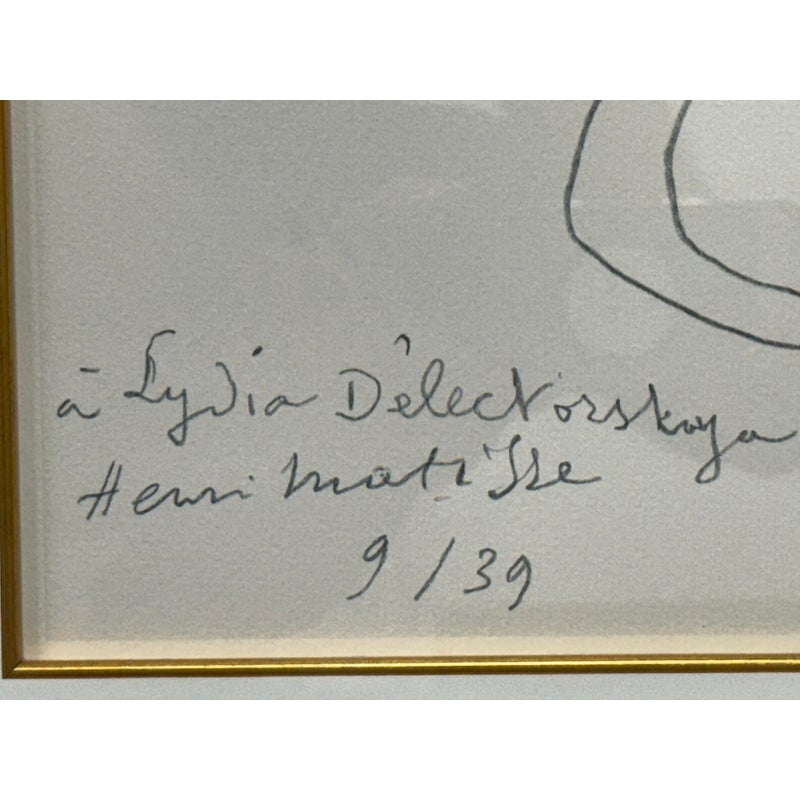 à Lydia Délectorskaya
Henri Matisse
9/39